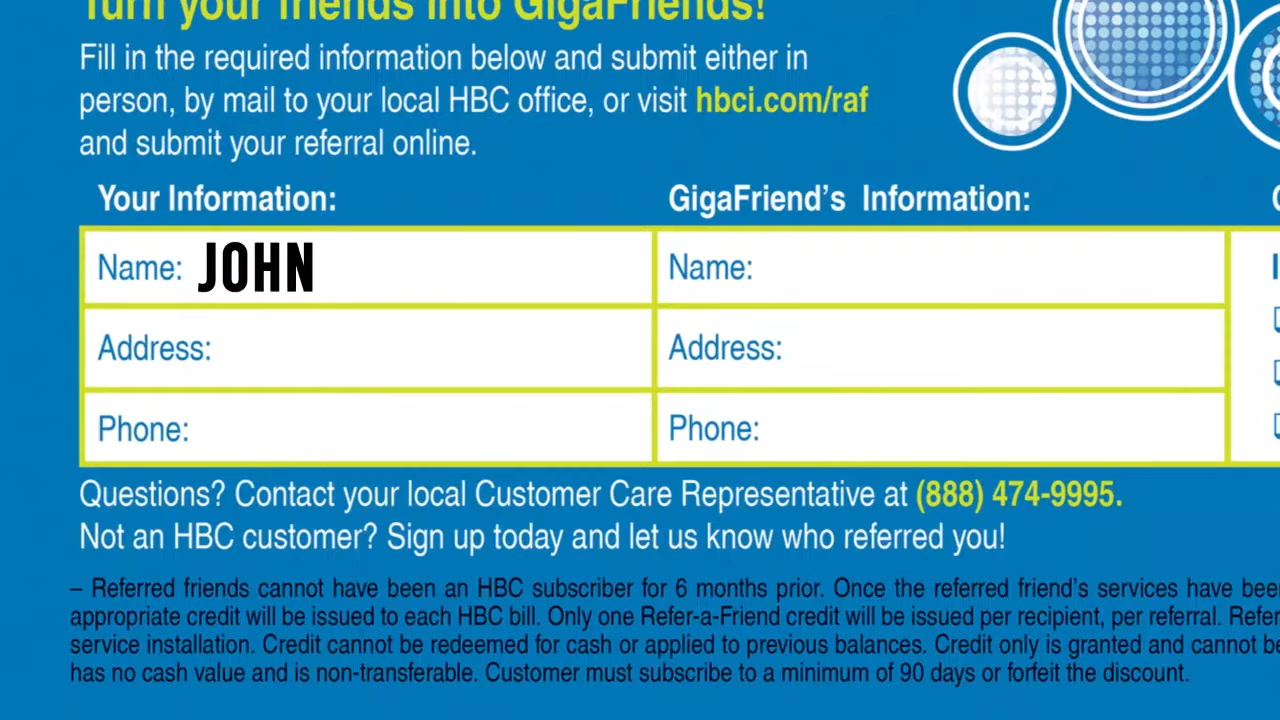 Turn your friends into GigaFriends!
Fill in the required information below and submit either in
person, by mail to your local HBC office, or visit hbci.com/raf
and submit your referral online.
Your Information: GigaFriend's Information:
Name: JOHN Name:
Address: Address:
Phone: Phone:
Questions? Contact your local Customer Care Representative at (888) 474-9995.
Not an HBC customer? Sign up today and let us know who referred you!
– Referred friends cannot have been an HBC subscriber for 6 months prior. Once the referred friend's services have
appropriate credit will be issued to each HBC bill. Only one Refer-a-Friend credit will be issued per recipient, per referral.
service installation. Credit cannot be redeemed for cash or applied to previous balances. Credit only is granted and cannot
has no cash value and is non-transferable. Customer must subscribe to a minimum of 90 days or forfeit the discount.